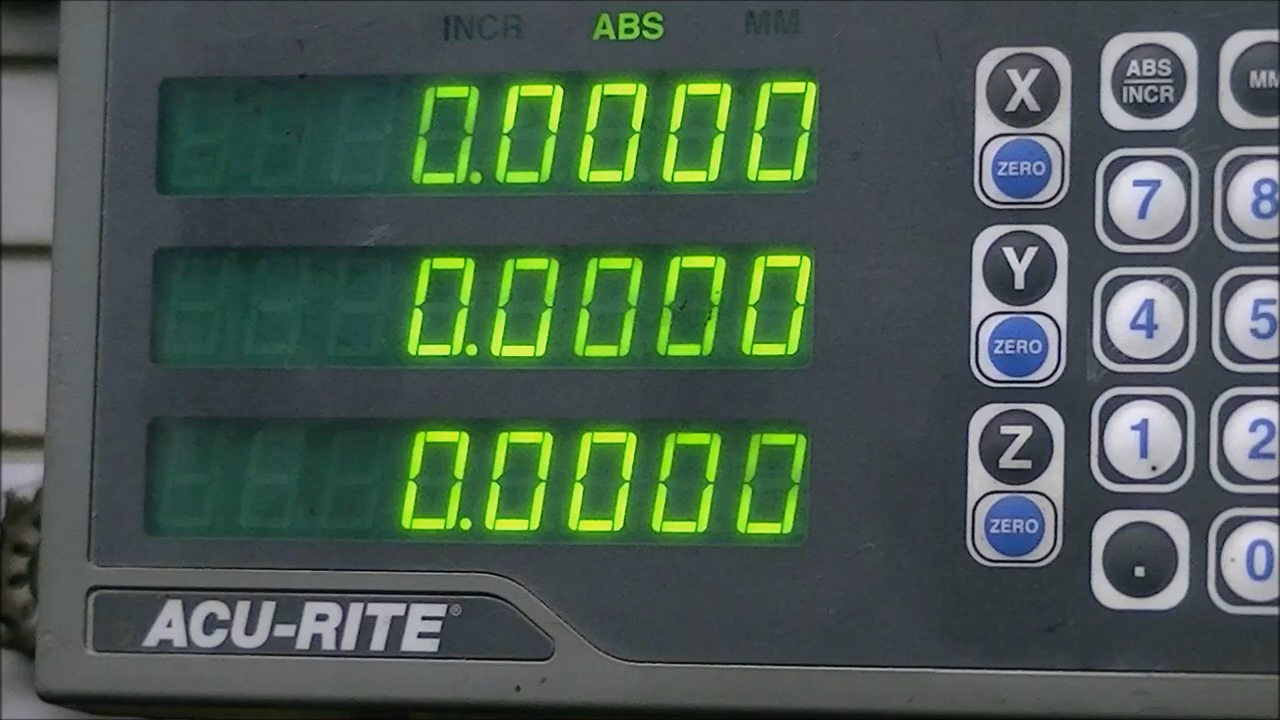 INCR ABS MM
0.0000
0.0000
0.0000
X
ZERO
Y
ZERO
Z
ZERO
ABS
INCR
MM
7 8
4 5
1 2
. 0
ACU-RITE®